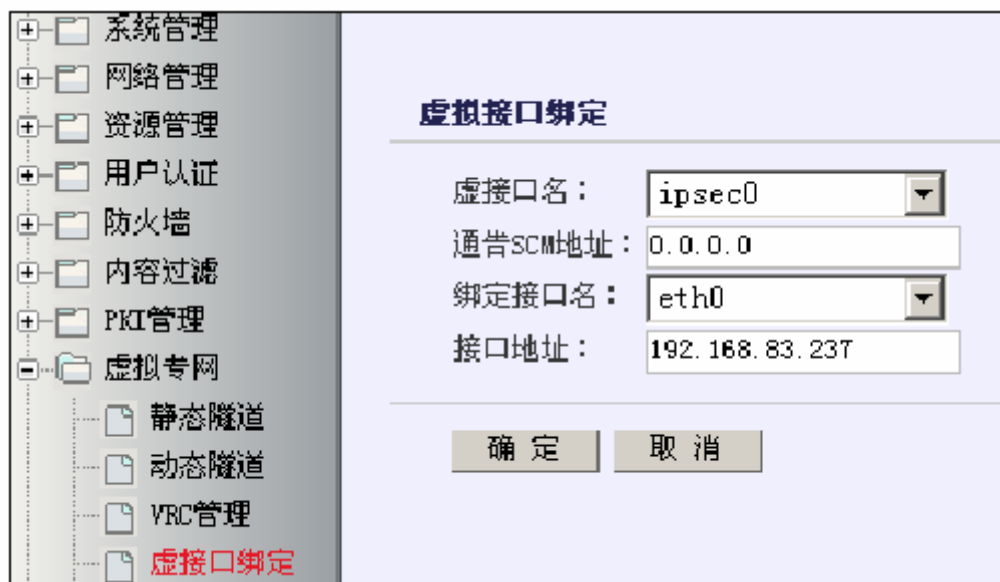 系统管理
网络管理
资源管理
用户认证
防火墙
内容过滤
PKI管理
虚拟专网
静态隧道
动态隧道
VRC管理
虚接口绑定
虚拟接口绑定
虚接口名：
ipsec0
通告SCM地址：
0.0.0.0
绑定接口名：
eth0
接口地址：
192.168.83.237
确 定
取 消